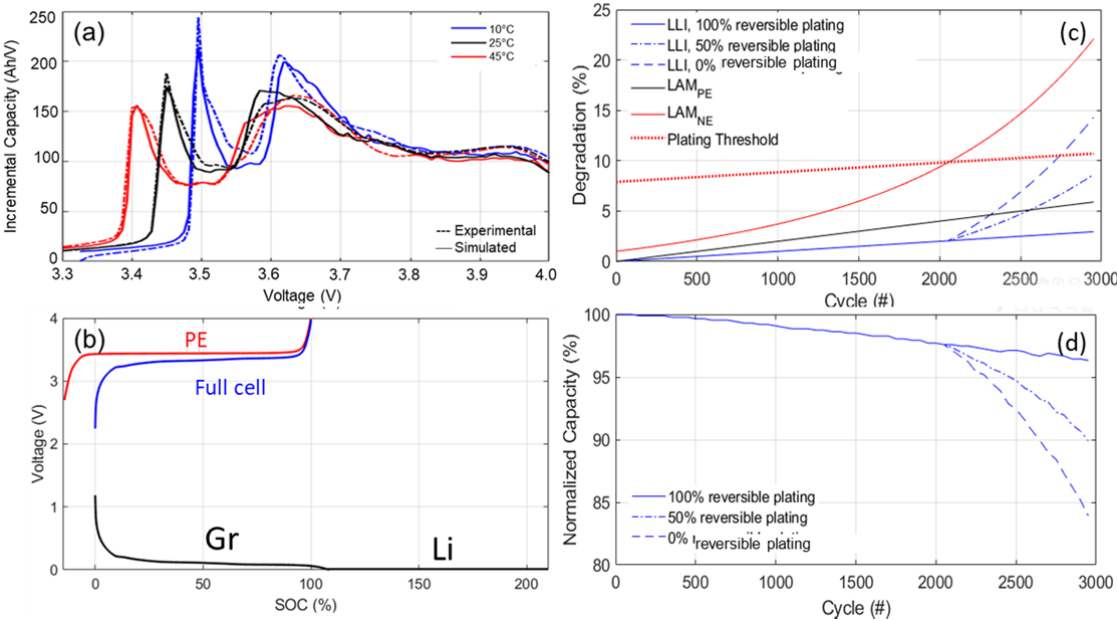 (a)
250
200
150
100
50
0
3.3 3.4 3.5 3.6 3.7 3.8 3.9 4.0
Incremental Capacity (Ah/V)
Voltage (V)
10°C
25°C
45°C
Experimental
Simulated
(b)
4
3
2
1
0
0 50 100 150 200
Voltage (V)
SOC (%)
PE
Full cell
Gr
Li
(c)
25
20
15
10
5
0
0 500 1000 1500 2000 2500 3000
Degradation (%)
Cycle (#)
LLI, 100% reversible plating
LLI, 50% reversible plating
LLI, 0% reversible plating
LAMPE
LAMNE
Plating Threshold
(d)
100
95
90
85
80
0 500 1000 1500 2000 2500 3000
Normalized Capacity (%)
Cycle (#)
100% reversible plating
50% reversible plating
0% reversible plating